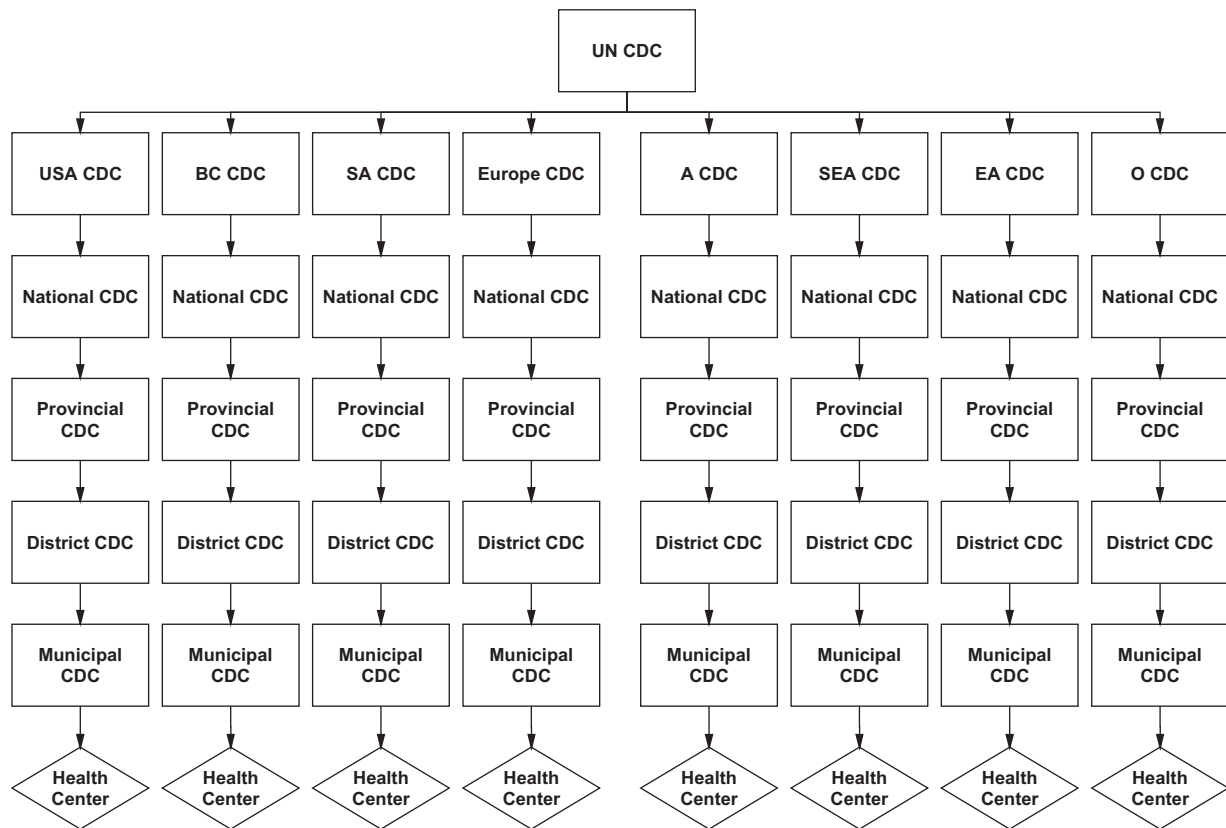 UN CDC
USA CDC
BC CDC
SA CDC
Europe CDC
A CDC
SEA CDC
EA CDC
O CDC
National CDC
National CDC
National CDC
National CDC
National CDC
National CDC
National CDC
National CDC
Provincial
CDC
Provincial
CDC
Provincial
CDC
Provincial
CDC
Provincial
CDC
Provincial
CDC
Provincial
CDC
Provincial
CDC
District CDC
District CDC
District CDC
District CDC
District CDC
District CDC
District CDC
District CDC
Municipal
CDC
Municipal
CDC
Municipal
CDC
Municipal
CDC
Municipal
CDC
Municipal
CDC
Municipal
CDC
Municipal
CDC
Health
Center
Health
Center
Health
Center
Health
Center
Health
Center
Health
Center
Health
Center
Health
Center